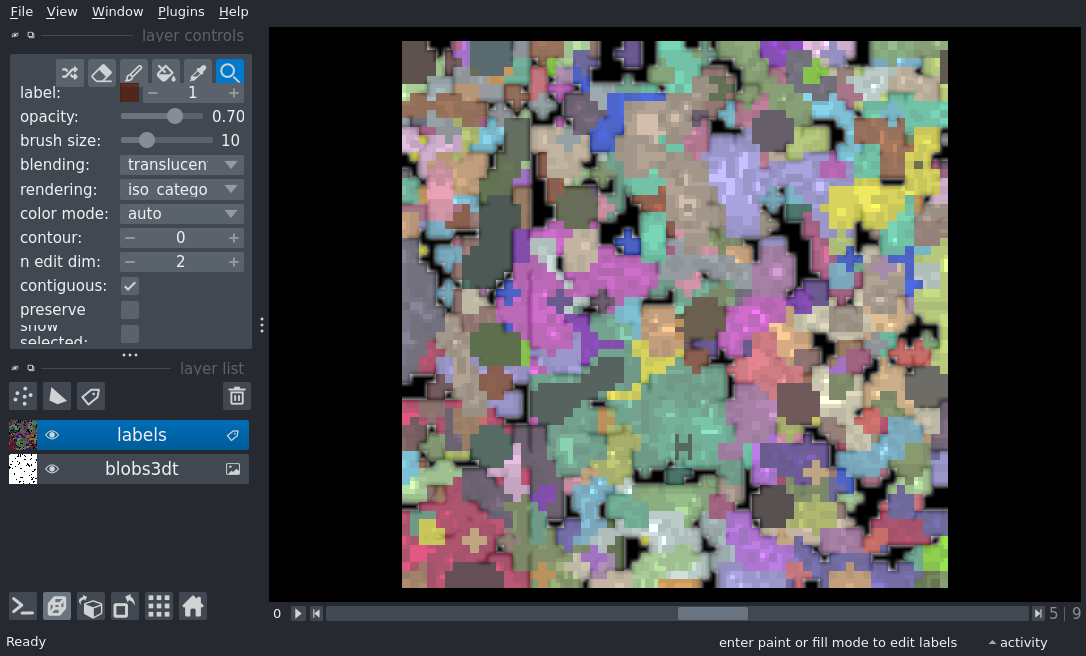 File View Window Plugins Help
layer controls
label: 1
opacity: 0.70
brush size: 10
blending: translucen
rendering: iso_catego
color mode: auto
contour: 0
n edit dim: 2
contiguous:
preserve
show
selected:
layer list
labels
blobs3dt
0 5 | 9
Ready enter paint or fill mode to edit labels activity